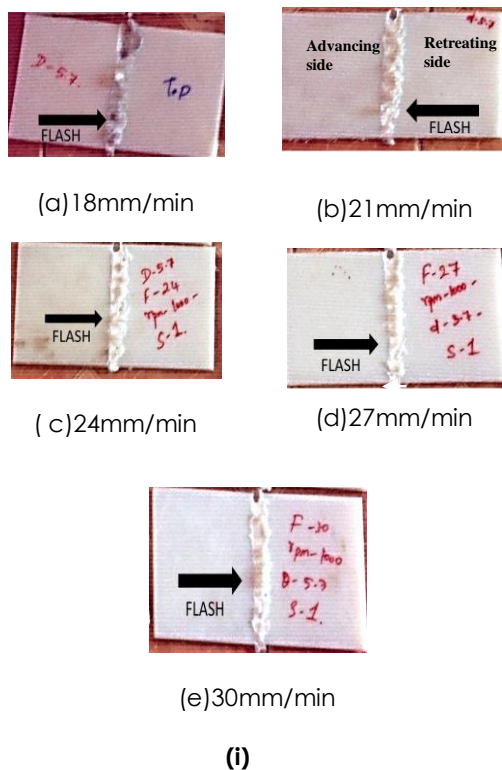 D-5.7.
Top
FLASH
(a)18mm/min
d-5.7
Advancing
side
Retreating
side
FLASH
(b)21mm/min
D-5.7
F-24
rpm-1000-
S-1.
FLASH
( c)24mm/min
F-27
rpm-1000-
d-5.7-
S-1
FLASH
(d)27mm/min
F-30
rpm-1000
D-5.7
S-1.
FLASH
(e)30mm/min
(i)